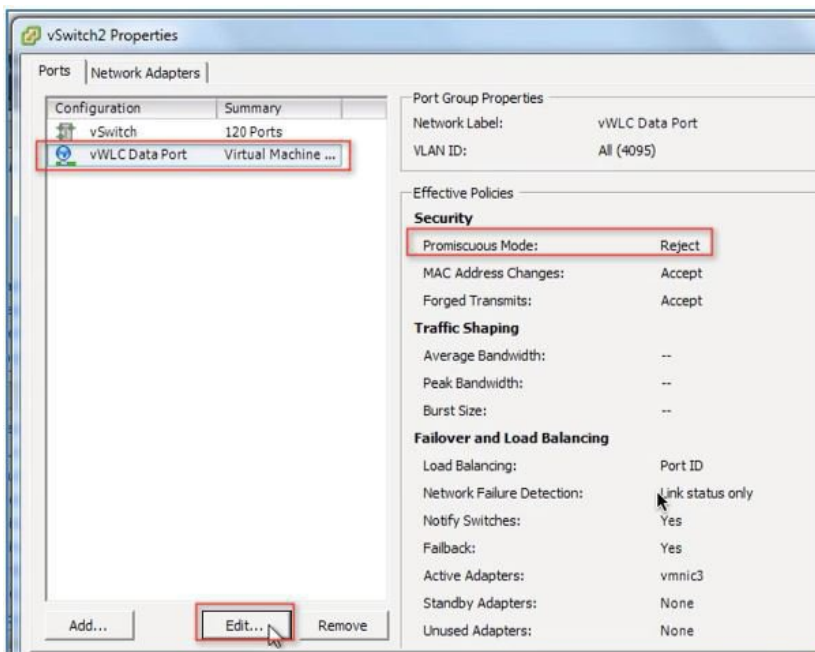 vSwitch2 Properties
Ports Network Adapters
Configuration Summary
vSwitch 120 Ports
vWLC Data Port Virtual Machine ...
Add... Edit... Remove
Port Group Properties
Network Label: vWLC Data Port
VLAN ID: All (4095)
Effective Policies
Security
Promiscuous Mode: Reject
MAC Address Changes: Accept
Forged Transmits: Accept
Traffic Shaping
Average Bandwidth: --
Peak Bandwidth: --
Burst Size: --
Failover and Load Balancing
Load Balancing: Port ID
Network Failure Detection: Link status only
Notify Switches: Yes
Failback: Yes
Active Adapters: vmnic3
Standby Adapters: None
Unused Adapters: None